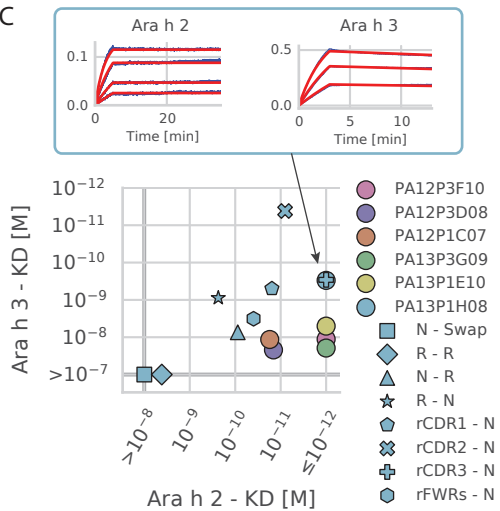 C
Ara h 2
Ara h 3
0.1
0.0
0
20
Time [min]
0.5
0.0
0
5
10
Time [min]
Ara h 3 - KD [M]
10⁻¹²
10⁻¹¹
10⁻¹⁰
10⁻⁹
10⁻⁸
>10⁻⁷
>10⁻⁸
10⁻⁹
10⁻¹⁰
10⁻¹¹
≤10⁻¹²
Ara h 2 - KD [M]
PA12P3F10
PA12P3D08
PA12P1C07
PA13P3G09
PA13P1E10
PA13P1H08
N - Swap
R - R
N - R
R - N
rCDR1 - N
rCDR2 - N
rCDR3 - N
rFWRs - N